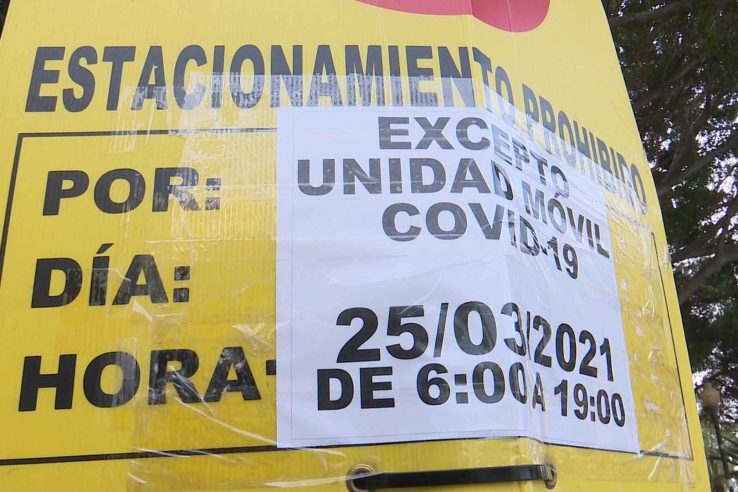 ESTACIONAMIENTO PROHIBIDO
POR:
DÍA:
HORA:
EXCEPTO
UNIDAD MÓVIL
COVID-19
25/03/2021
DE 6:00 A 19:00